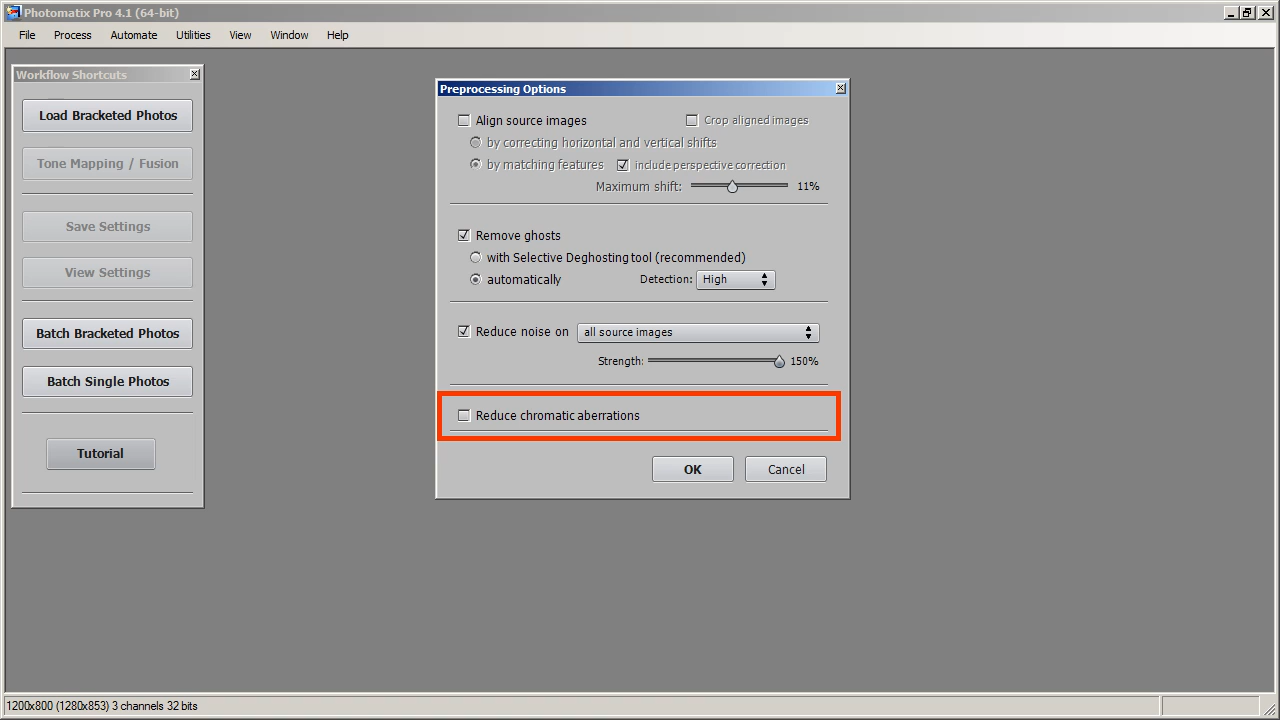 Photomatix Pro 4.1 (64-bit)
File Process Automate Utilities View Window Help
Workflow Shortcuts
Load Bracketed Photos
Tone Mapping / Fusion
Save Settings
View Settings
Batch Bracketed Photos
Batch Single Photos
Tutorial
Preprocessing Options
Align source images Crop aligned images
by correcting horizontal and vertical shifts
by matching features include perspective correction
Maximum shift: 11%
Remove ghosts
with Selective Deghosting tool (recommended)
automatically Detection: High
Reduce noise on all source images
Strength: 150%
Reduce chromatic aberrations
OK Cancel
1200x800 (1280x853) 3 channels 32 bits